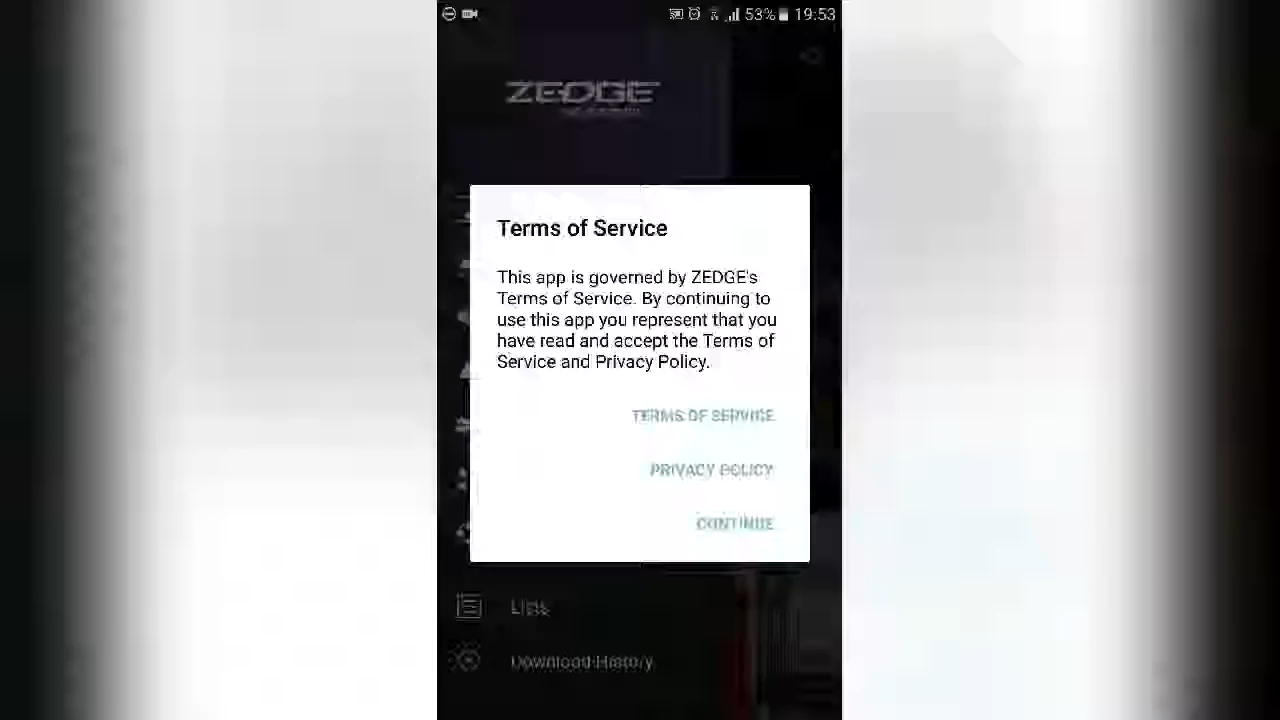 53% 19:53
ZEDGE
Terms of Service
This app is governed by ZEDGE's
Terms of Service. By continuing to
use this app you represent that you
have read and accept the Terms of
Service and Privacy Policy.
TERMS OF SERVICE
PRIVACY POLICY
CONTINUE
Lists
Download History